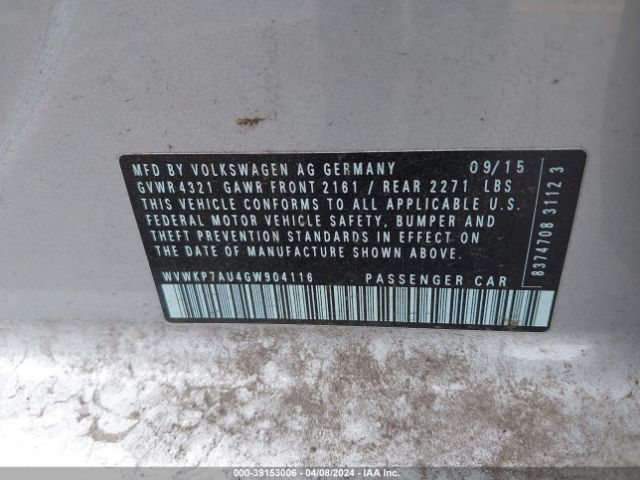 MFD BY VOLKSWAGEN AG GERMANY 09/15
GVWR 4321 GAWR FRONT 2161 / REAR 2271 LBS
THIS VEHICLE CONFORMS TO ALL APPLICABLE U.S.
FEDERAL MOTOR VEHICLE SAFETY, BUMPER AND
THEFT PREVENTION STANDARDS IN EFFECT ON
THE DATE OF MANUFACTURE SHOWN ABOVE.
WVWKP7AU4GW904116 PASSENGER CAR
8374708 3112 3
000-39153006 - 04/08/2024 - IAA Inc.